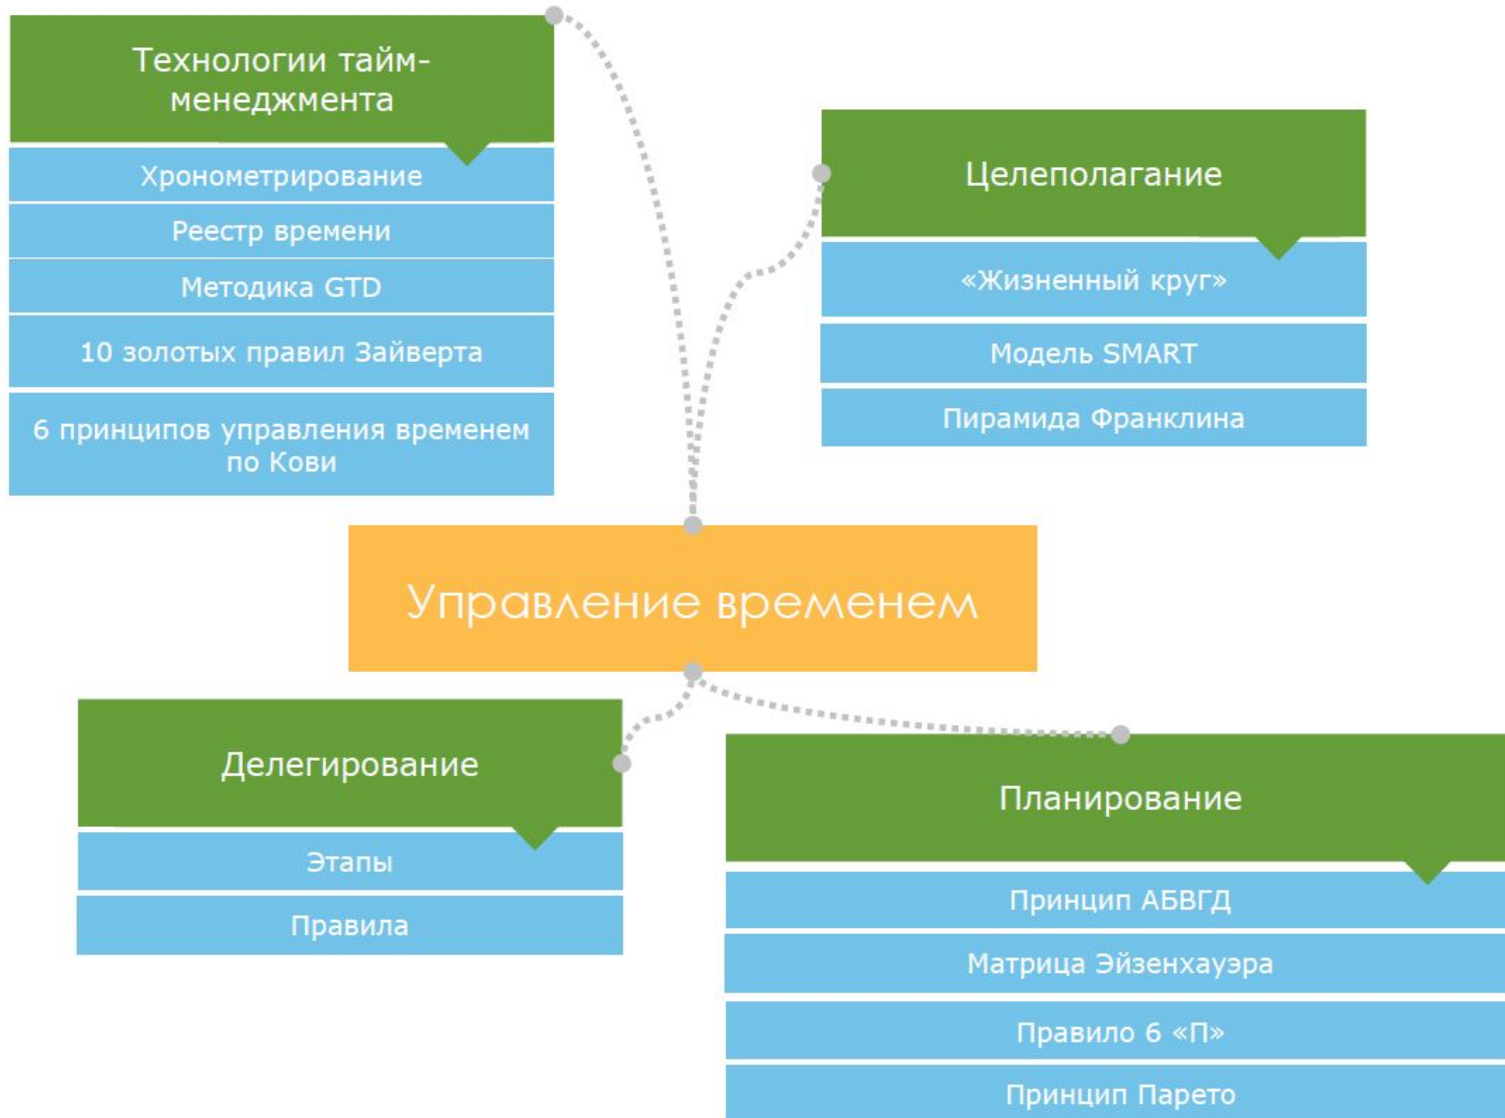 Технологии тайм-
менеджмента
Хронометрирование
Реестр времени
Методика GTD
10 золотых правил Зайверта
6 принципов управления временем
по Кови
Целеполагание
«Жизненный круг»
Модель SMART
Пирамида Франклина
Управление временем
Делегирование
Этапы
Правила
Планирование
Принцип АБВГД
Матрица Эйзенхауэра
Правило 6 «П»
Принцип Парето